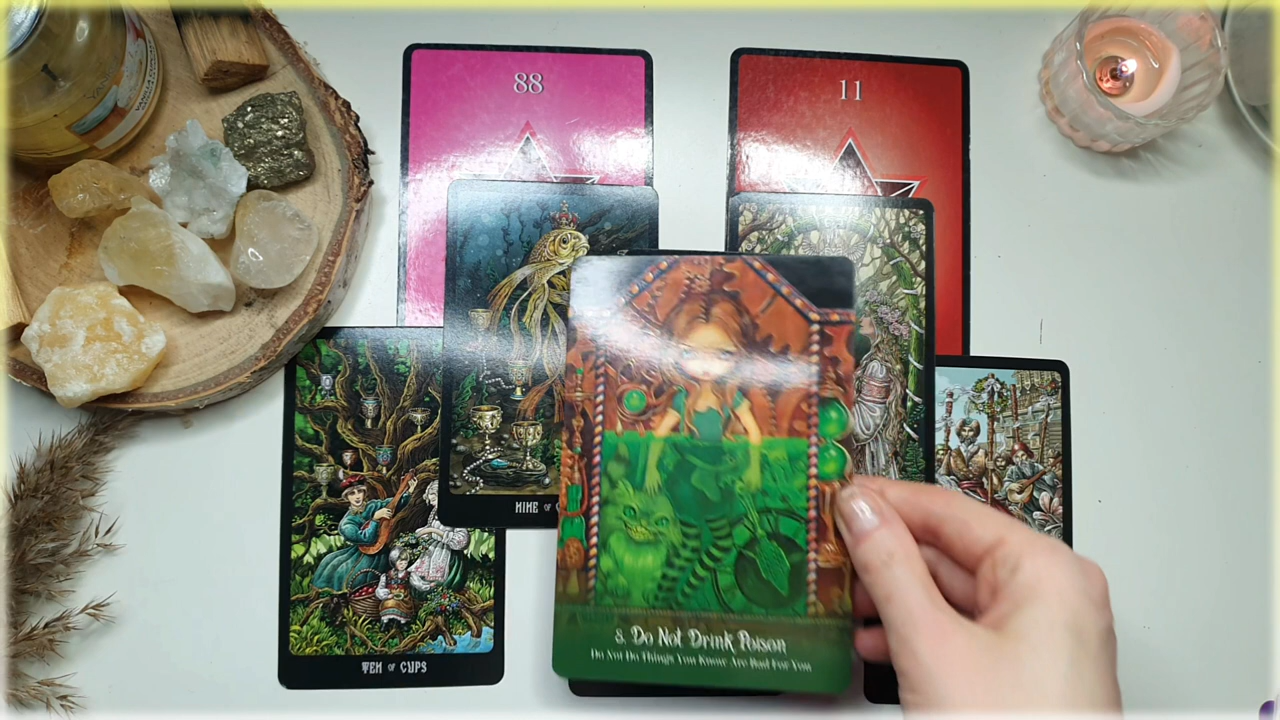 88
11
NINE OF
TEN OF CUPS
8. Do Not Drink Poison
Do Not Do Things You Know Are Bad For You